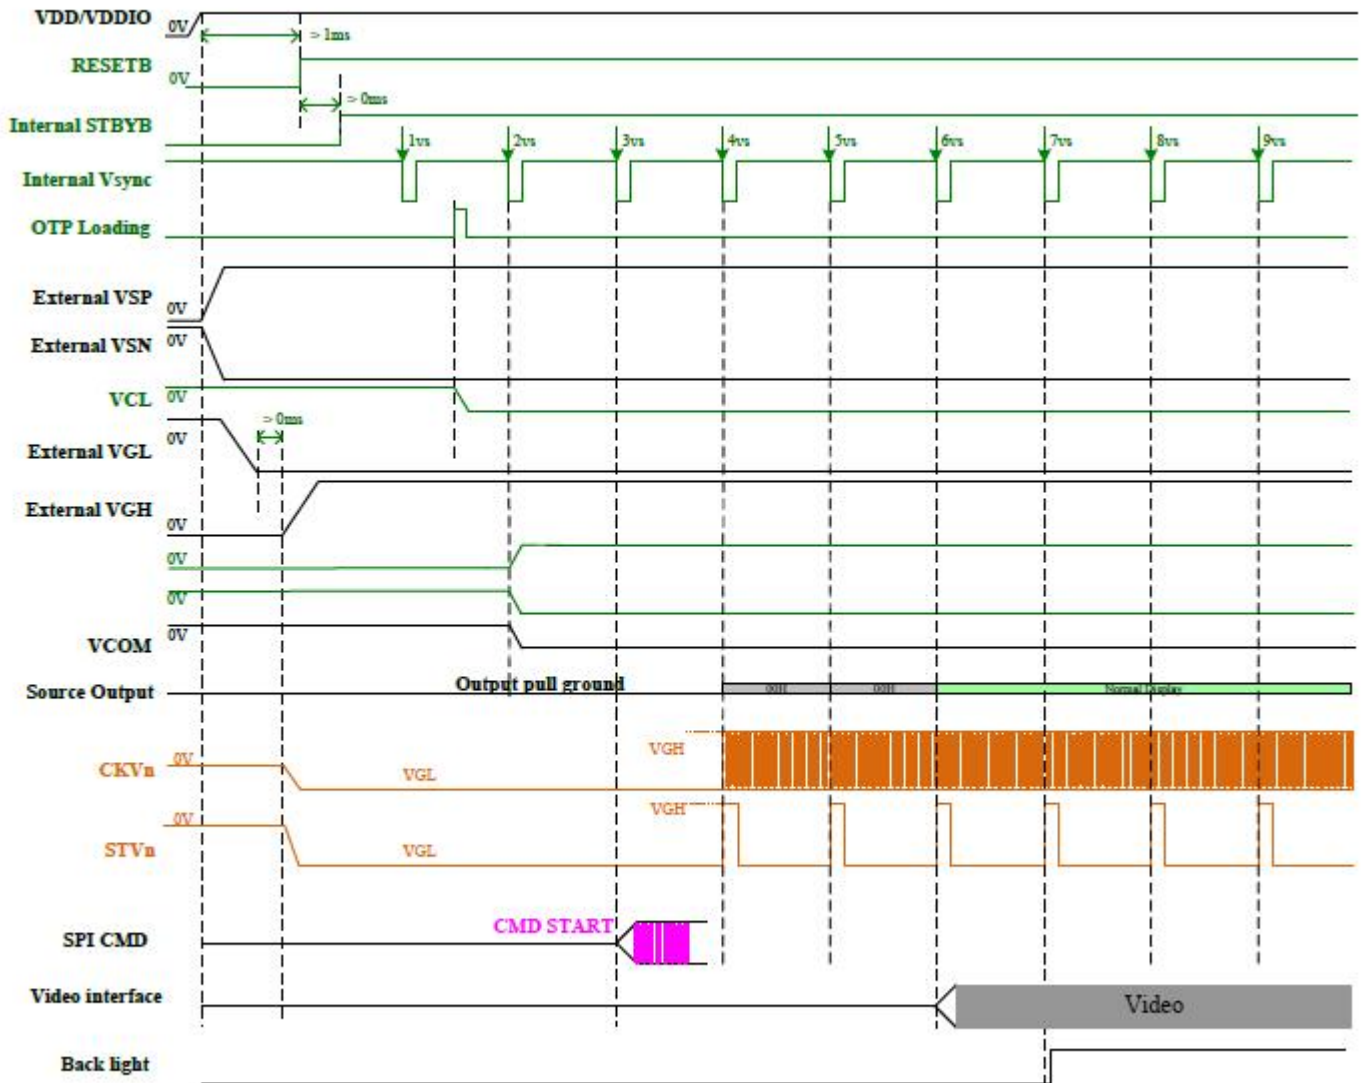 VDD/VDDIO
0V
> 1ms
RESETB
0V
> 0ms
Internal STBYB
1vs 2vs 3vs 4vs 5vs 6vs 7vs 8vs 9vs
Internal Vsync
OTP Loading
External VSP
0V
External VSN
0V
VCL
0V
> 0ms
External VGL
0V
External VGH
0V
0V
0V
VCOM
0V
Source Output
Output pull ground
00H 00H Normal Display
CKVn
0V
VGL
VGH
STVn
0V
VGL
VGH
SPI CMD
CMD START
Video interface
Video
Back light